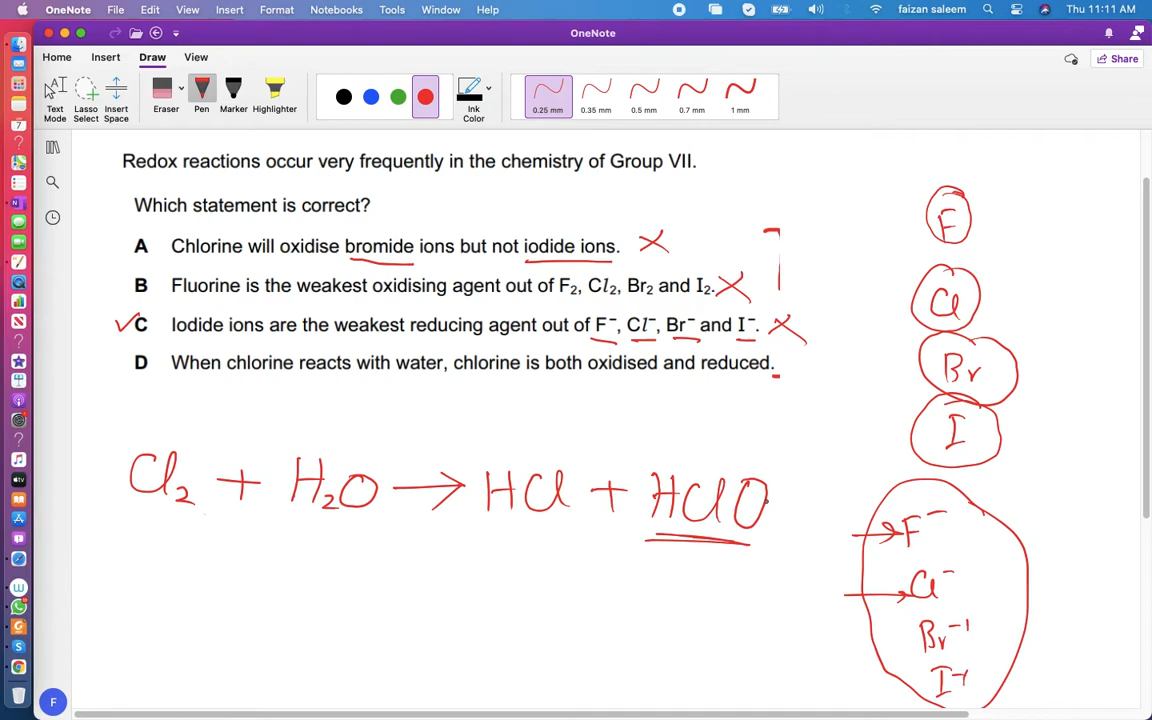 OneNote File Edit View Insert Format Notebooks Tools Window Help faizan saleem Thu 11:11 AM
OneNote
Home Insert Draw View Share
Text Mode Lasso Select Insert Space Eraser Pen Marker Highlighter Ink Color 0.25 mm 0.35 mm 0.5 mm 0.7 mm 1 mm
Redox reactions occur very frequently in the chemistry of Group VII.
Which statement is correct?
A Chlorine will oxidise bromide ions but not iodide ions.
B Fluorine is the weakest oxidising agent out of F₂, Cl₂, Br₂ and I₂.
C Iodide ions are the weakest reducing agent out of F⁻, Cl⁻, Br⁻ and I⁻.
D When chlorine reacts with water, chlorine is both oxidised and reduced.
Cl₂ + H₂O → HCl + HClO
F
Cl
Br
I
F⁻
Cl⁻
Br⁻¹
F